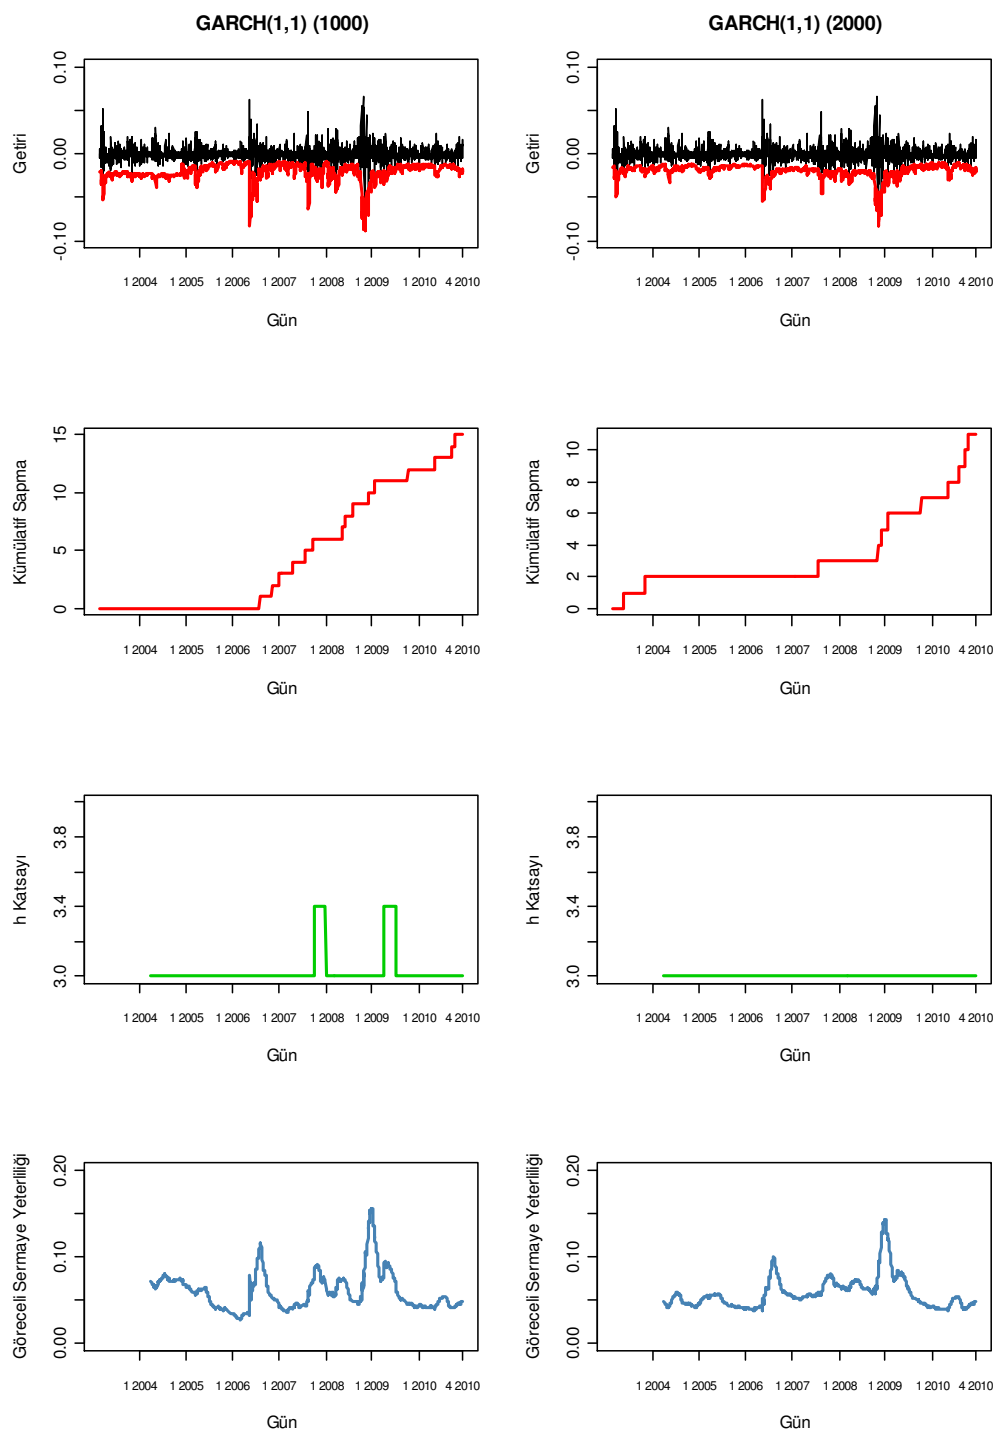 GARCH(1,1) (1000)
GARCH(1,1) (2000)
Getiri
0.10
0.00
-0.10
1 2004 1 2005 1 2006 1 2007 1 2008 1 2009 1 2010 4 2010
Gün
Getiri
0.10
0.00
-0.10
1 2004 1 2005 1 2006 1 2007 1 2008 1 2009 1 2010 4 2010
Gün
Kümülatif Sapma
15
10
5
0
1 2004 1 2005 1 2006 1 2007 1 2008 1 2009 1 2010 4 2010
Gün
Kümülatif Sapma
10
8
6
4
2
0
1 2004 1 2005 1 2006 1 2007 1 2008 1 2009 1 2010 4 2010
Gün
h Katsayı
3.8
3.4
3.0
1 2004 1 2005 1 2006 1 2007 1 2008 1 2009 1 2010 4 2010
Gün
h Katsayı
3.8
3.4
3.0
1 2004 1 2005 1 2006 1 2007 1 2008 1 2009 1 2010 4 2010
Gün
Göreceli Sermaye Yeterliliği
0.20
0.10
0.00
1 2004 1 2005 1 2006 1 2007 1 2008 1 2009 1 2010 4 2010
Gün
Göreceli Sermaye Yeterliliği
0.20
0.10
0.00
1 2004 1 2005 1 2006 1 2007 1 2008 1 2009 1 2010 4 2010
Gün